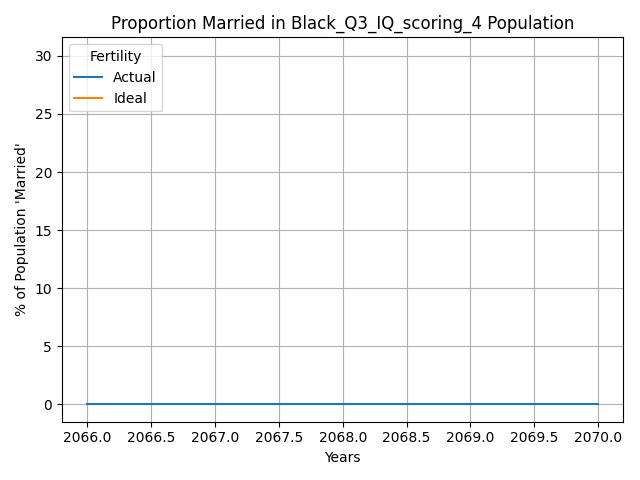 Proportion Married in Black_Q3_IQ_scoring_4 Population
Fertility
Actual
Ideal
% of Population 'Married'
30
25
20
15
10
5
0
2066.0 2066.5 2067.0 2067.5 2068.0 2068.5 2069.0 2069.5 2070.0
Years